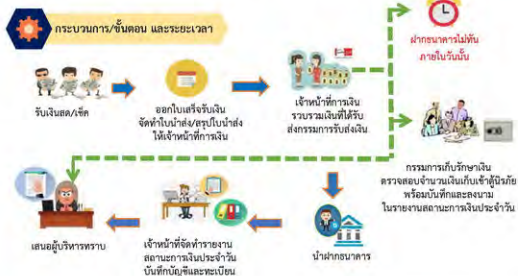 กระบวนการ/ขั้นตอน และระยะเวลา
ฝากธนาคารไม่ทัน
ภายในวันนั้น
รับเงินสด/เช็ค
ออกใบเสร็จรับเงิน
จัดทำใบนำส่ง/สรุปใบนำส่ง
ให้เจ้าหน้าที่การเงิน
เจ้าหน้าที่การเงิน
รวบรวมเงินที่ได้รับ
ส่งกรรมการรับส่งเงิน
กรรมการเก็บรักษาเงิน
ตรวจสอบจำนวนเงินเก็บเข้าตู้นิรภัย
พร้อมบันทึกและลงนาม
ในรายงานสถานะการเงินประจำวัน
นำฝากธนาคาร
เจ้าหน้าที่จัดทำรายงาน
สถานะการเงินประจำวัน
บันทึกบัญชีและทะเบียน
เสนอผู้บริหารทราบ